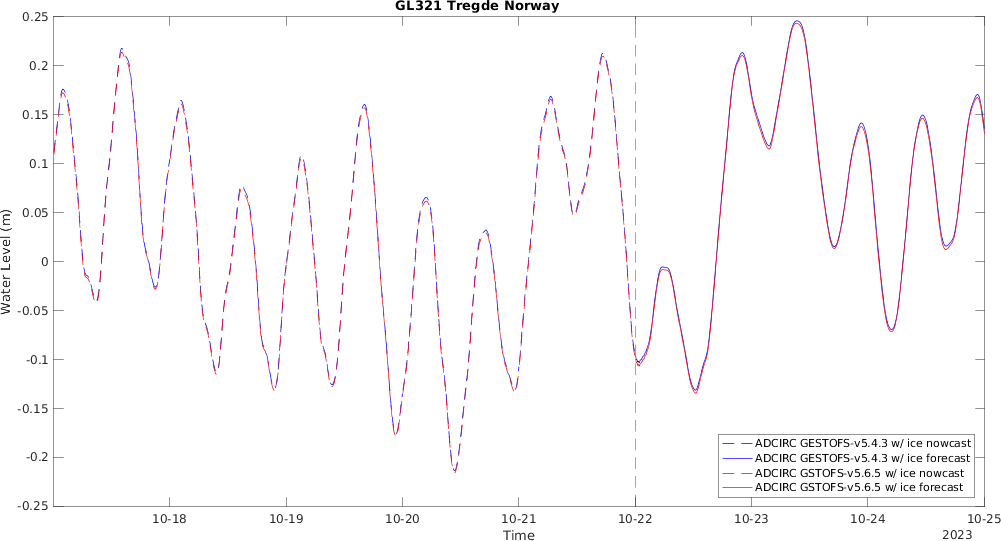 GL321 Tregde Norway
0.25
0.2
0.15
0.1
0.05
0
-0.05
-0.1
-0.15
-0.2
-0.25
Water Level (m)
ADCIRC GESTOFS-v5.4.3 w/ ice nowcast
ADCIRC GESTOFS-v5.4.3 w/ ice forecast
ADCIRC GSTOFS-v5.6.5 w/ ice nowcast
ADCIRC GSTOFS-v5.6.5 w/ ice forecast
10-18 10-19 10-20 10-21 10-22 10-23 10-24 10-25
Time
2023